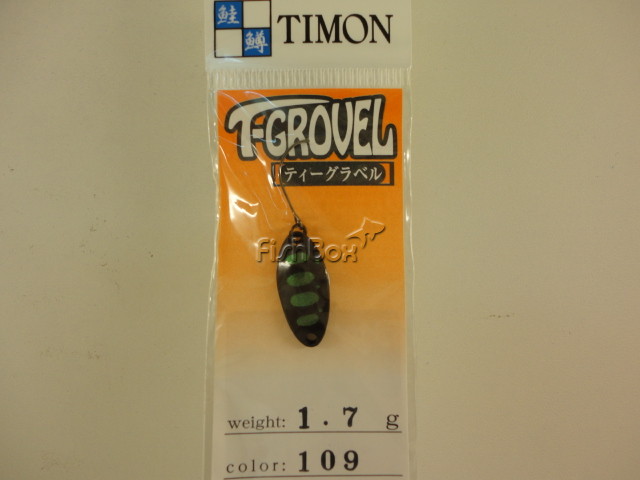 鮭 TIMON
鱒
T-GROVEL
ティーグラベル
FishBox
weight: 1.7 g
color: 109